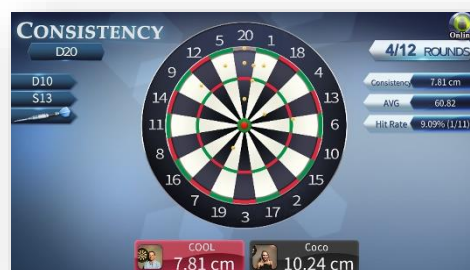 CONSISTENCY
Online
D20
4/12 ROUNDS
D10
S13
Consistency 7.81 cm
AVG 60.82
Hit Rate 9.09% (1/11)
20
1
18
4
13
6
10
15
2
17
3
19
7
16
8
11
14
9
12
5
COOL
7.81 cm
Coco
10.24 cm